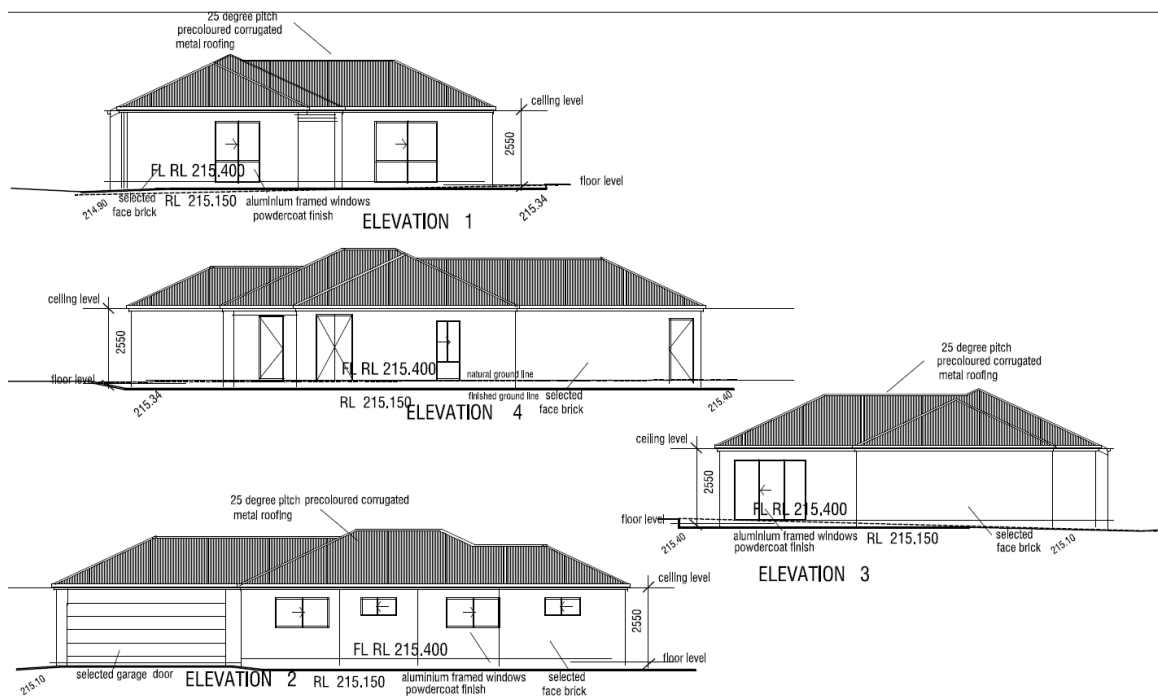 25 degree pitch
precoloured corrugated
metal roofing
ceiling level
2550
FL RL 215.400
floor level
214.90
selected
face brick
RL 215.150
aluminium framed windows
powdercoat finish
215.34
ELEVATION 1
ceiling level
2550
FL RL 215.400
natural ground line
floor level
finished ground line
selected
face brick
215.34
RL 215.150
215.40
ELEVATION 4
25 degree pitch
precoloured corrugated
metal roofing
ceiling level
2550
FL RL 215.400
floor level
215.40
aluminium framed windows
powdercoat finish
RL 215.150
selected
face brick
215.10
ELEVATION 3
25 degree pitch precoloured corrugated
metal roofing
ceiling level
2550
FL RL 215.400
floor level
215.10
selected garage door
ELEVATION 2
RL 215.150
aluminium framed windows
powdercoat finish
selected
face brick